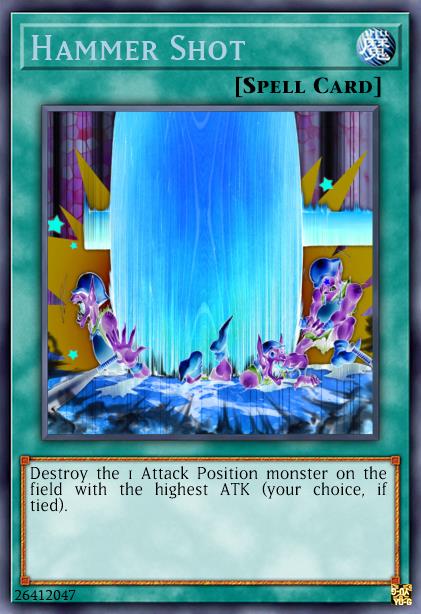 Hammer Shot
魔
[Spell Card]
Destroy the 1 Attack Position monster on the
field with the highest ATK (your choice, if
tied).
26412047